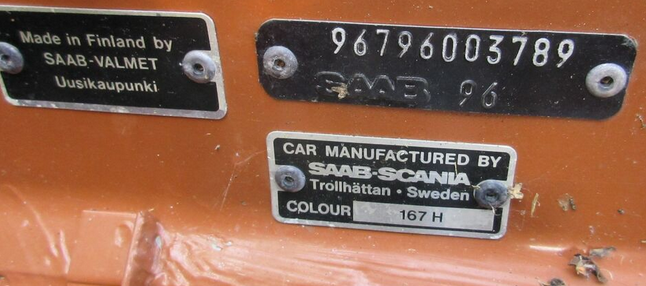 Made in Finland by
SAAB-VALMET
Uusikaupunki
96796003789
SAAB 96
CAR MANUFACTURED BY
SAAB-SCANIA
Trollhättan · Sweden
COLOUR 167 H